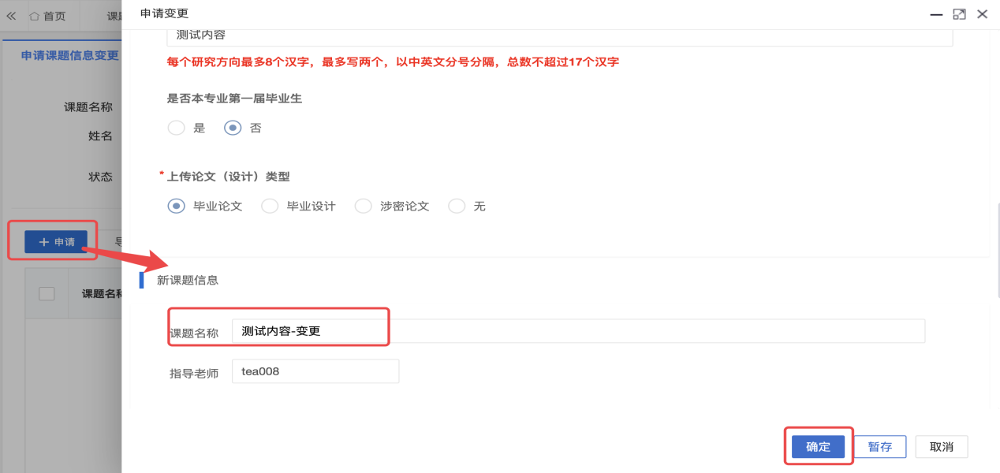 首页
课
申请变更
测试内容
申请课题信息变更
每个研究方向最多8个汉字，最多写两个，以中英文分号分隔，总数不超过17个汉字
是否本专业第一届毕业生
课题名称
是 否
姓名
*上传论文（设计）类型
状态
毕业论文 毕业设计 涉密论文 无
+ 申请
新课题信息
课题名
课题名称 测试内容-变更
指导老师 tea008
确定 暂存 取消